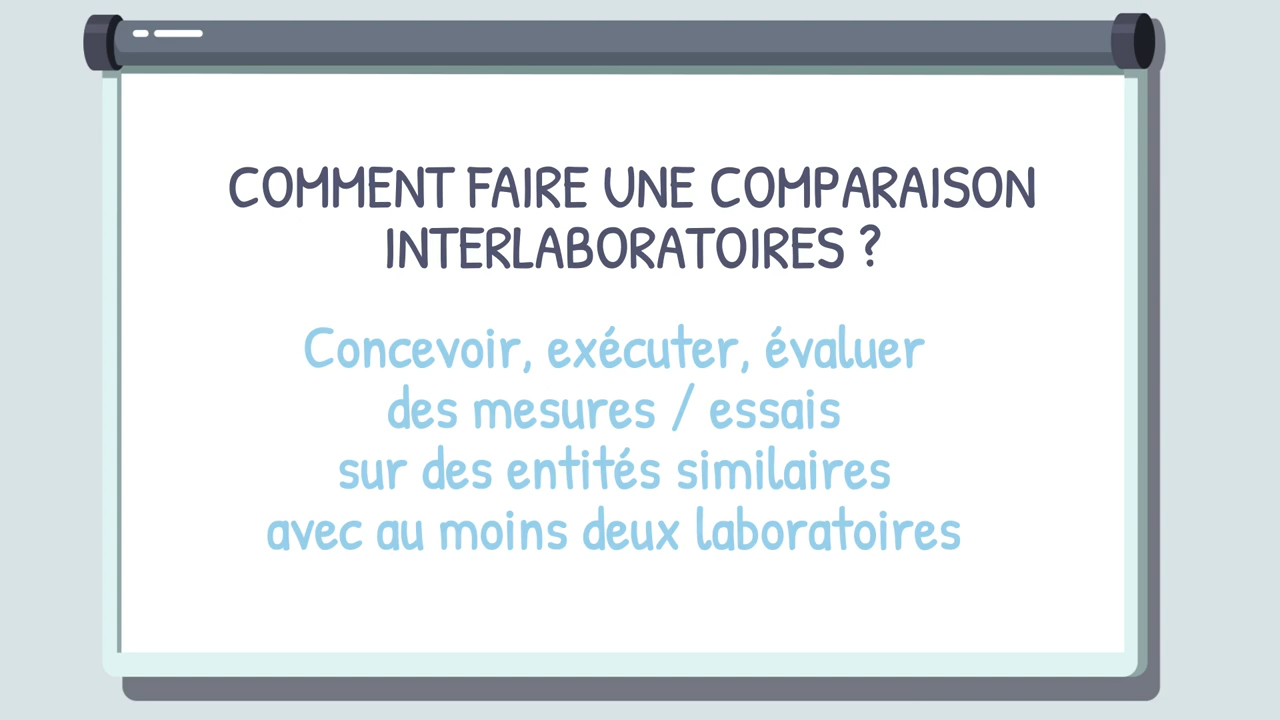 COMMENT FAIRE UNE COMPARAISON
INTERLABORATOIRES ?
Concevoir, exécuter, évaluer
des mesures / essais
sur des entités similaires
avec au moins deux laboratoires